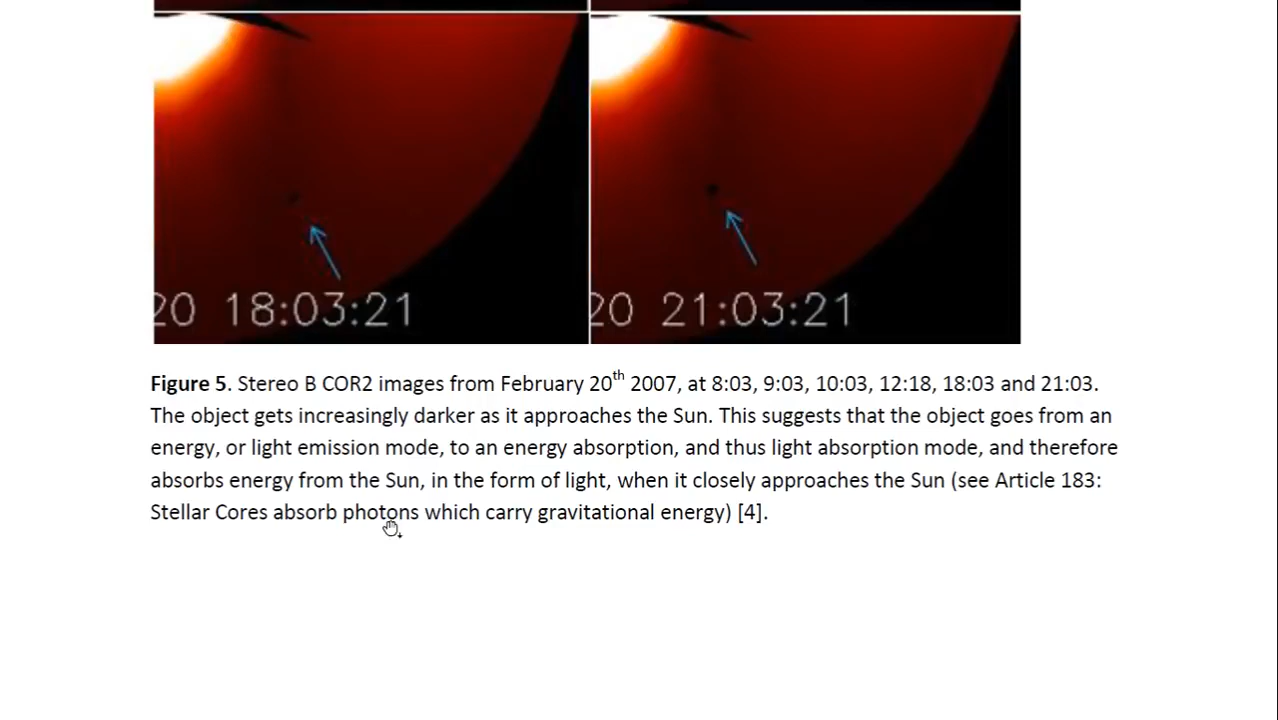 20 18:03:21
20 21:03:21
Figure 5. Stereo B COR2 images from February 20th 2007, at 8:03, 9:03, 10:03, 12:18, 18:03 and 21:03.
The object gets increasingly darker as it approaches the Sun. This suggests that the object goes from an
energy, or light emission mode, to an energy absorption, and thus light absorption mode, and therefore
absorbs energy from the Sun, in the form of light, when it closely approaches the Sun (see Article 183:
Stellar Cores absorb photons which carry gravitational energy) [4].